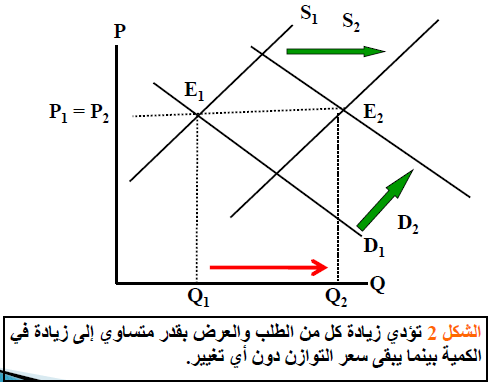 S1 S2
P
E1
P1 = P2
E2
D2
D1
Q1 Q2 Q
الشكل 2 تؤدي زيادة كل من الطلب والعرض بقدر متساوي إلى زيادة في
الكمية بينما يبقى سعر التوازن دون أي تغيير.